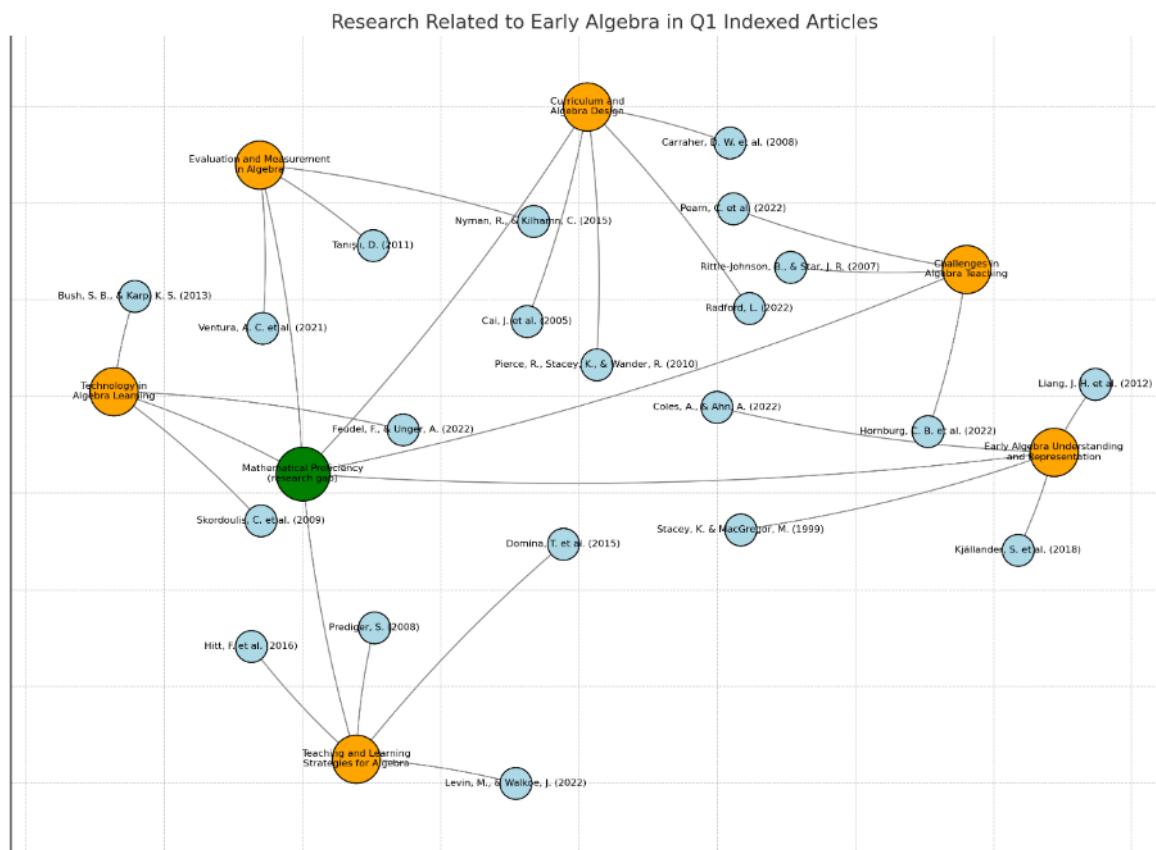 Research Related to Early Algebra in Q1 Indexed Articles
Curriculum and
Algebra Design
Carraher, D. W. et al. (2008)
Evaluation and Measurement
in Algebra
Pearn, C. et al. (2022)
Nyman, R., & Kilhamn, C. (2015)
Tanışlı, D. (2011)
Rittle-Johnson, B., & Star, J. R. (2007)
Challenges in
Algebra Teaching
Bush, S. B., & Karp, K. S. (2013)
Radford, L. (2022)
Ventura, A. C. et al. (2021)
Cai, J. et al. (2005)
Pierce, R., Stacey, K., & Wander, R. (2010)
Technology in
Algebra Learning
Liang, J. H. et al. (2012)
Coles, A., & Ahn, A. (2022)
Feudel, F., & Unger, A. (2022)
Hornburg, C. B. et al. (2022)
Early Algebra Understanding
and Representation
Mathematical Proficiency
(research gap)
Skordoulis, C. et al. (2009)
Stacey, K. & MacGregor, M. (1999)
Domina, T. et al. (2015)
Kjällander, S. et al. (2018)
Prediger, S. (2008)
Hitt, F. et al. (2016)
Teaching and Learning
Strategies for Algebra
Levin, M., & Walkoe, J. (2022)